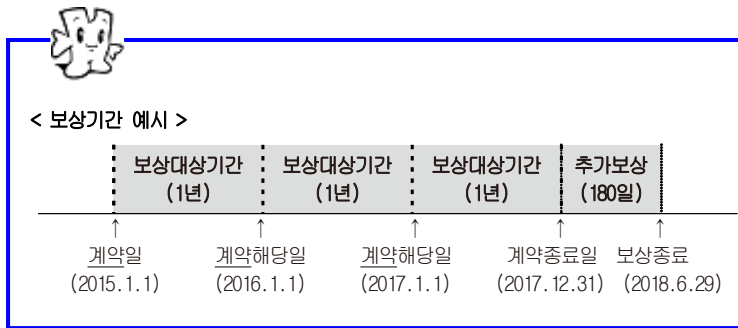 < 보상기간 예시 >
보상대상기간 보상대상기간 보상대상기간 추가보상
(1년) (1년) (1년) (180일)
↑ ↑ ↑ ↑ ↑
계약일 계약해당일 계약해당일 계약종료일 보상종료
(2015.1.1) (2016.1.1) (2017.1.1) (2017.12.31) (2018.6.29)